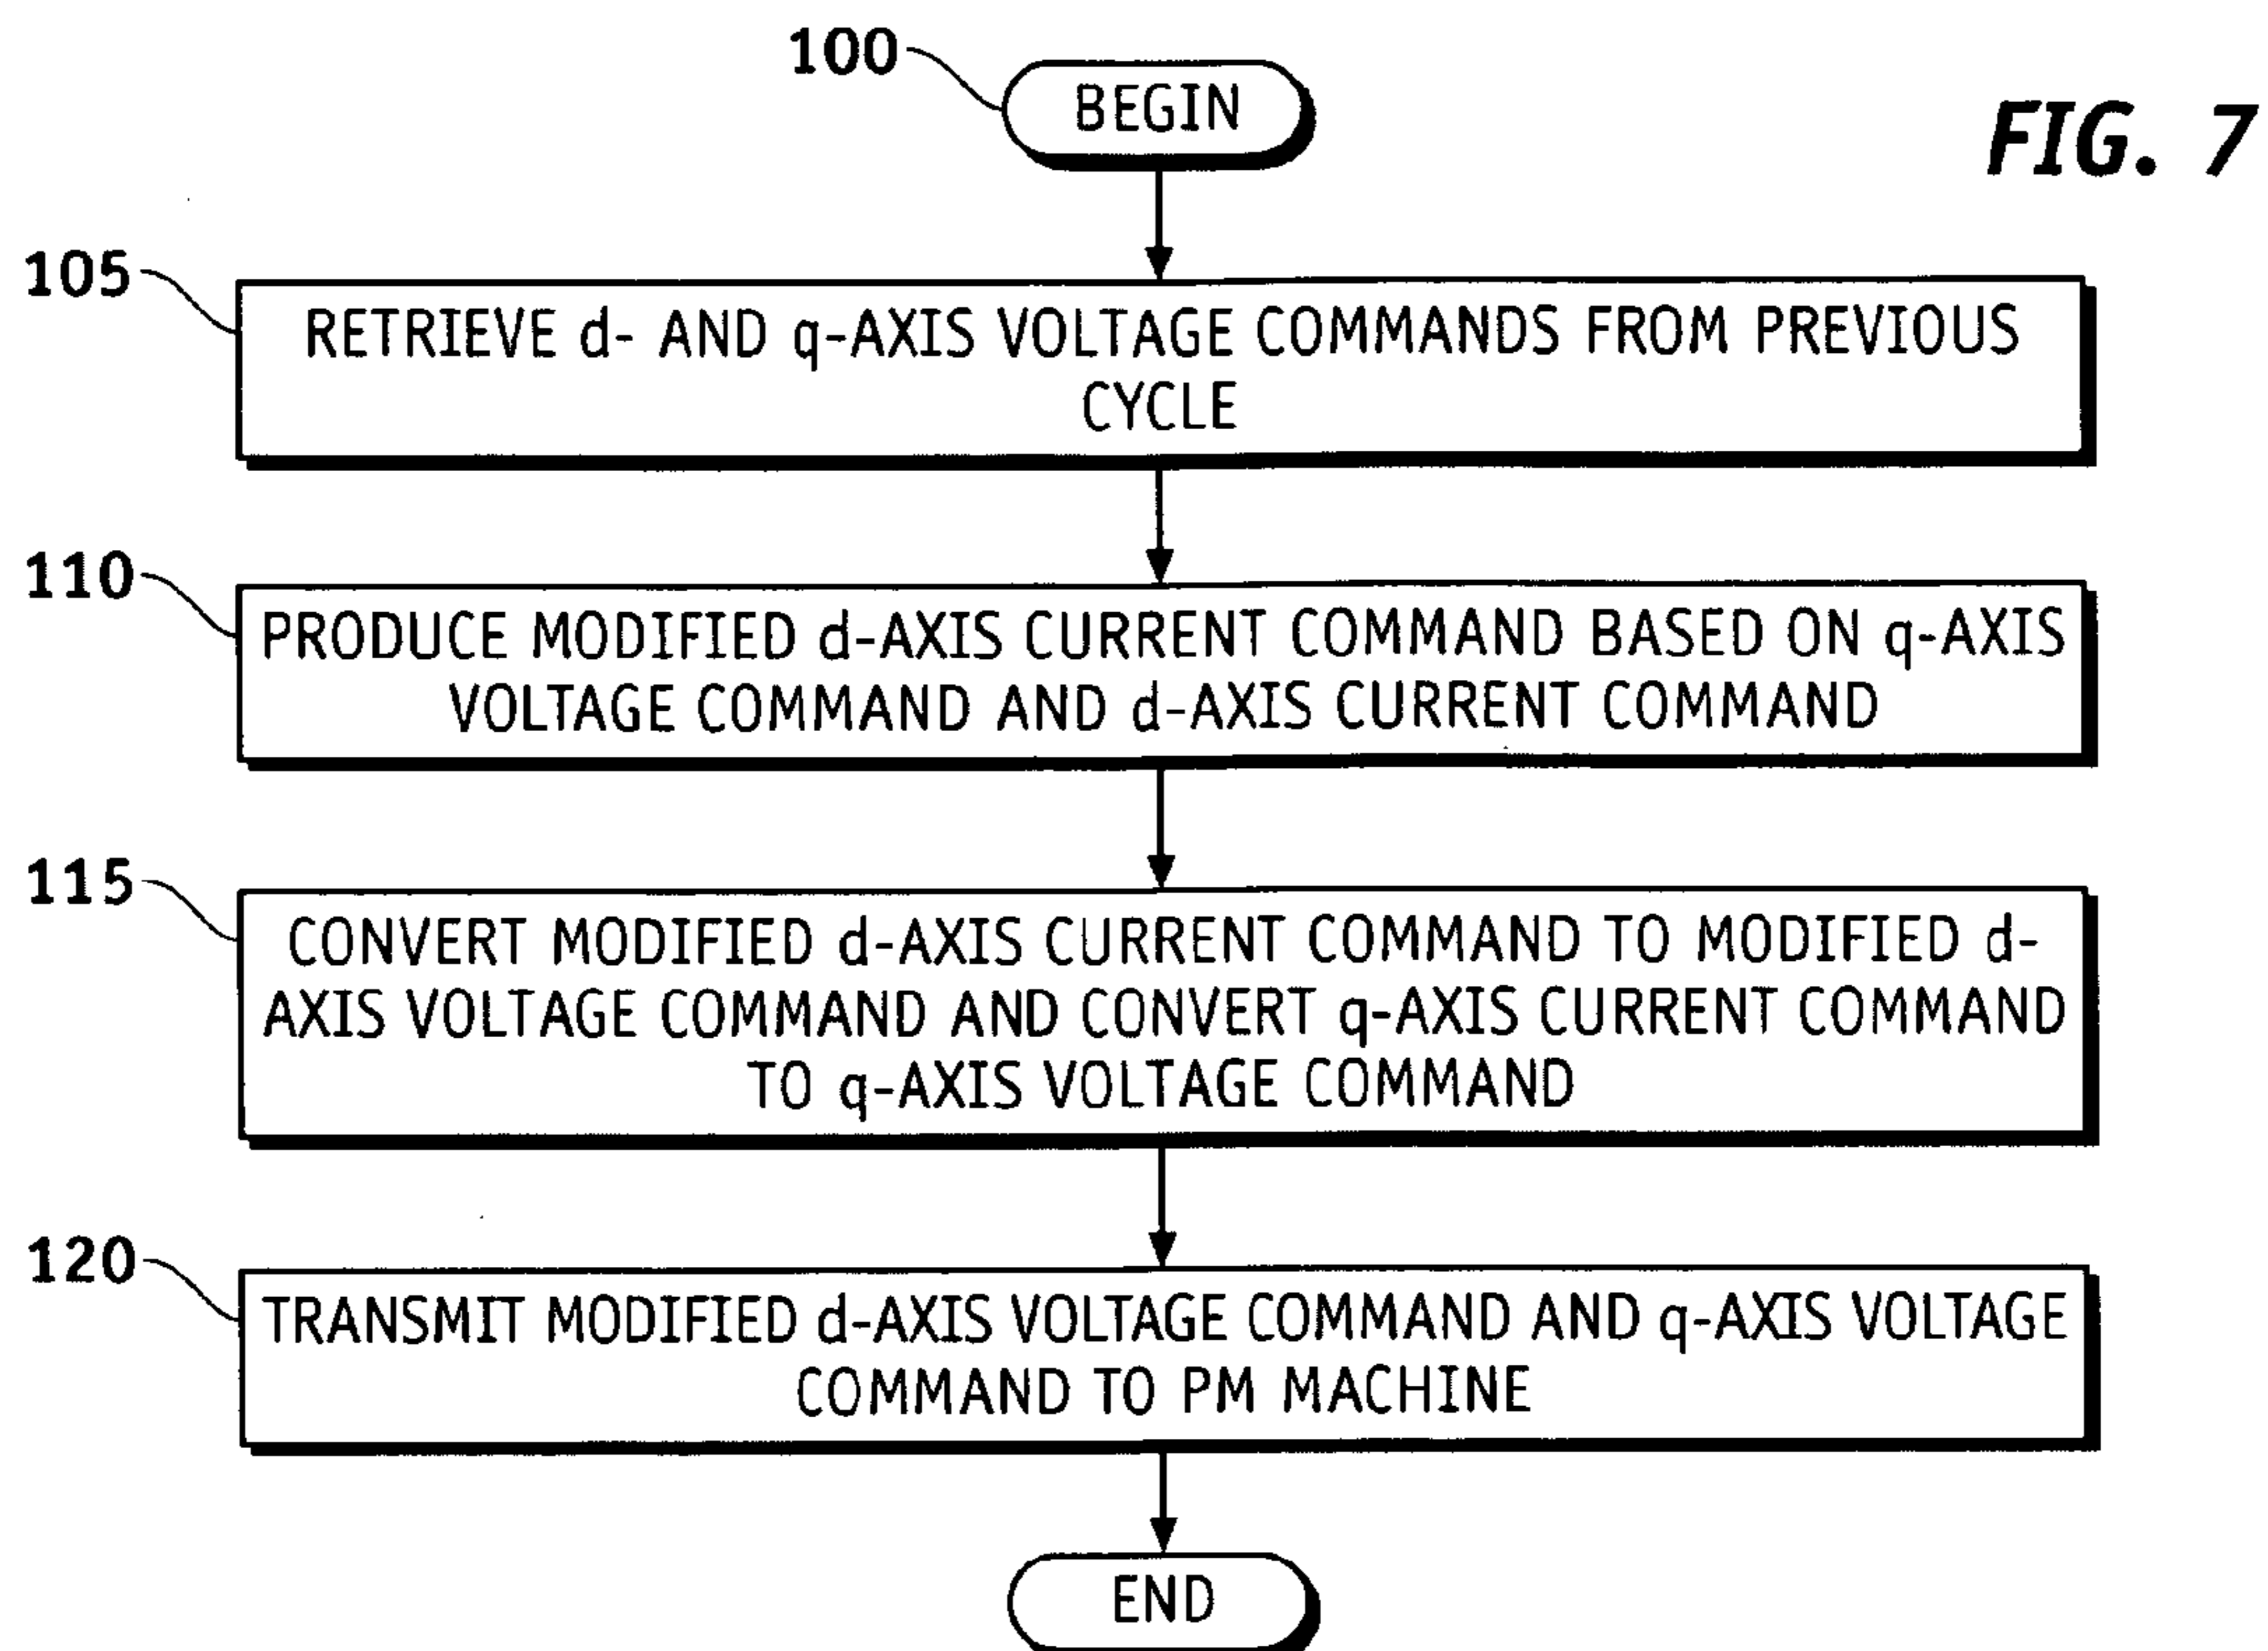 100
BEGIN
FIG. 7
105
RETRIEVE d- AND q-AXIS VOLTAGE COMMANDS FROM PREVIOUS
CYCLE
110
PRODUCE MODIFIED d-AXIS CURRENT COMMAND BASED ON q-AXIS
VOLTAGE COMMAND AND d-AXIS CURRENT COMMAND
115
CONVERT MODIFIED d-AXIS CURRENT COMMAND TO MODIFIED d-
AXIS VOLTAGE COMMAND AND CONVERT q-AXIS CURRENT COMMAND
TO q-AXIS VOLTAGE COMMAND
120
TRANSMIT MODIFIED d-AXIS VOLTAGE COMMAND AND q-AXIS VOLTAGE
COMMAND TO PM MACHINE
END